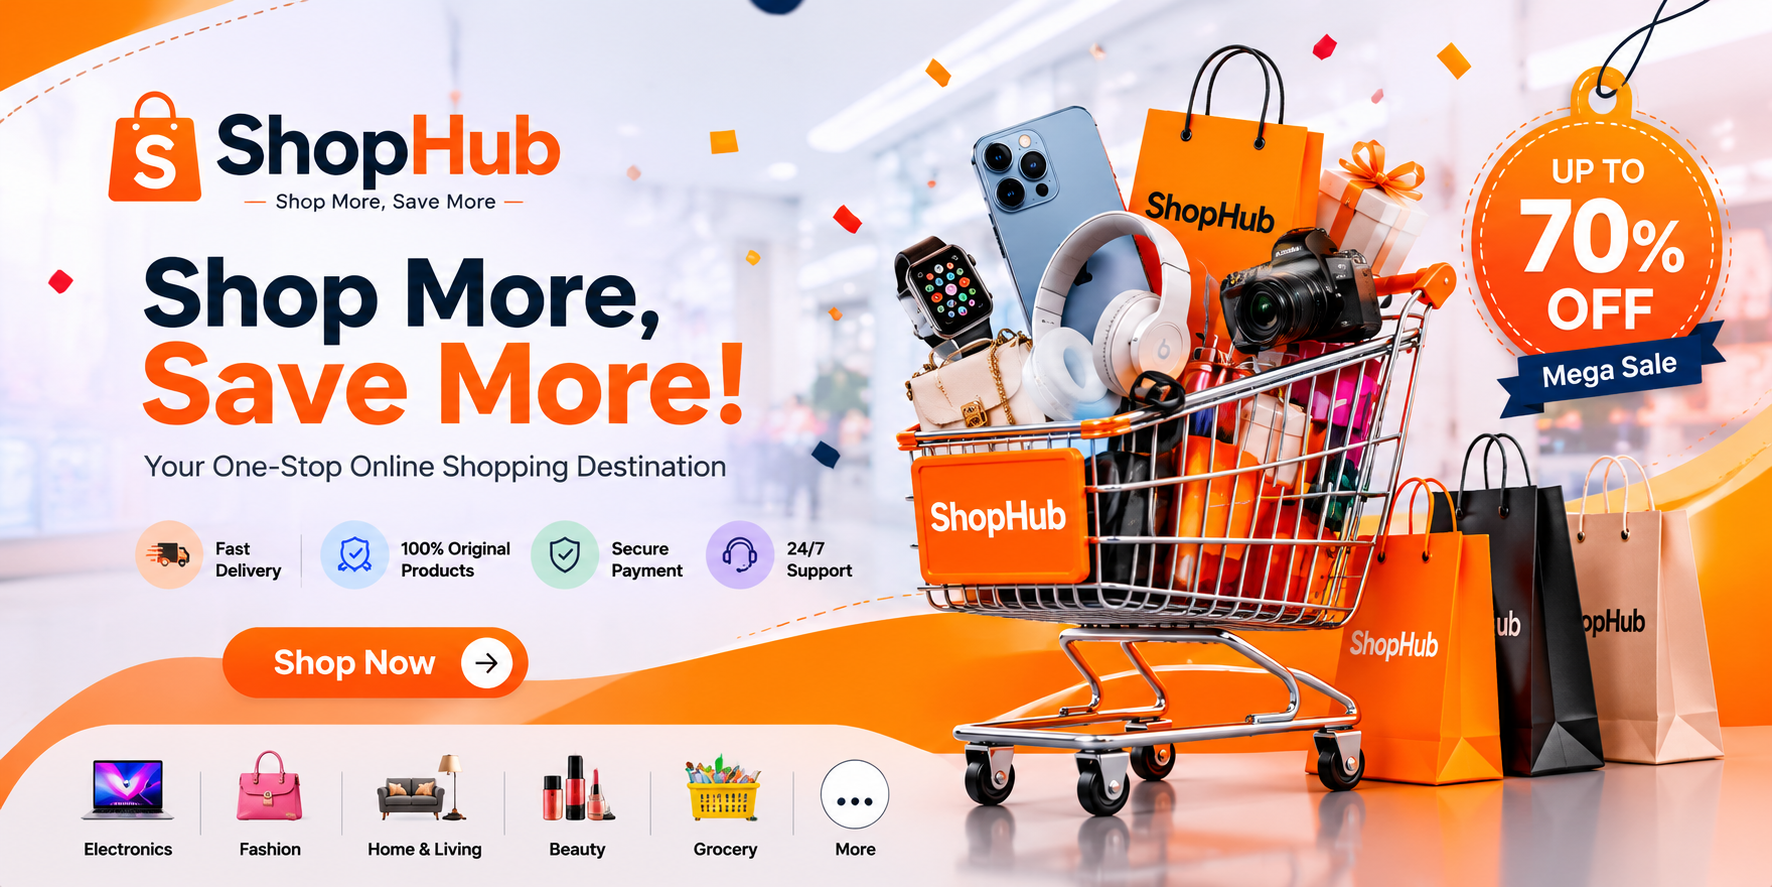 S
ShopHub
Shop More, Save More
Shop More,
Save More!
Your One-Stop Online Shopping Destination
Fast
Delivery
100% Original
Products
Secure
Payment
24/7
Support
Shop Now
Electronics
Fashion
Home & Living
Beauty
Grocery
More
ShopHub
ShopHub
UP TO
70%
OFF
Mega Sale
ShopHub
ub
opHub